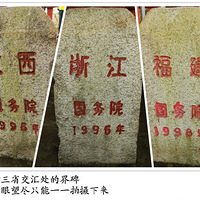 西
务院
1996年
浙江
国务院
1996年
福建
国务院
1996
三省交汇处的界碑
眼望尽只能一一拍摄下来